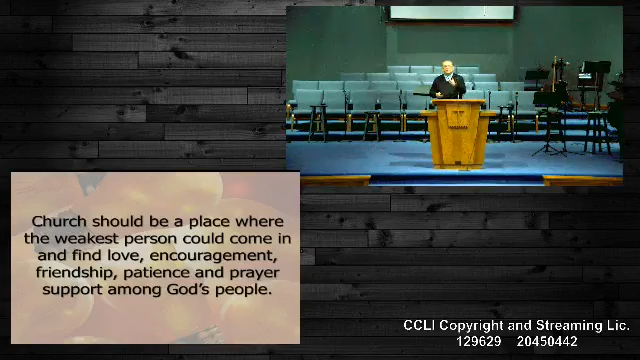 Church should be a place where
the weakest person could come in
and find love, encouragement,
friendship, patience and prayer
support among God's people.
CCLI Copyright and Streaming Lic.
129629 20450442